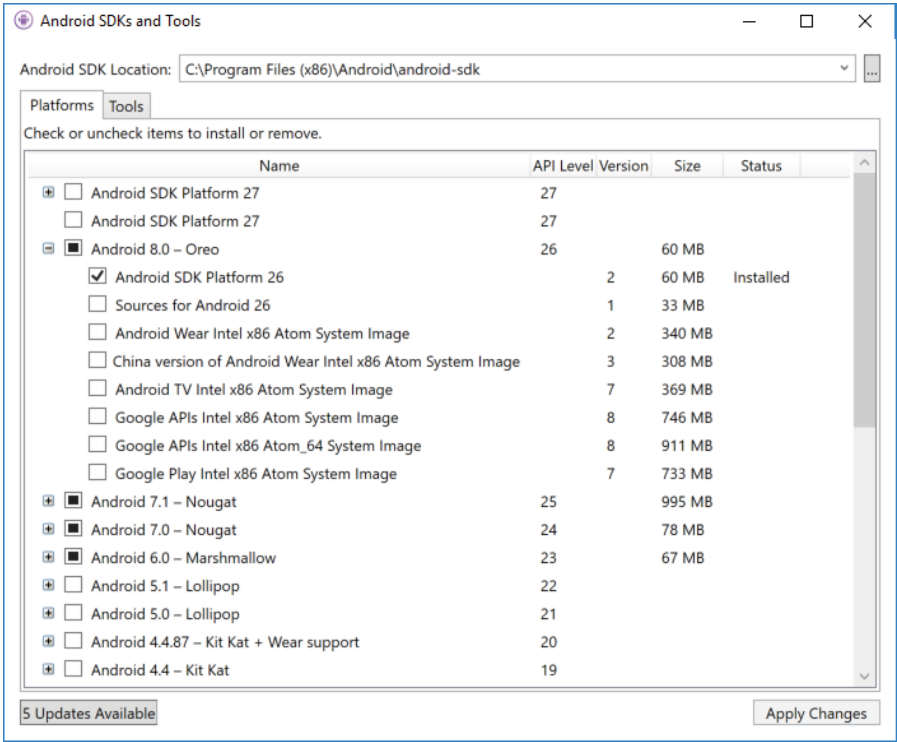 Android SDKs and Tools
Android SDK Location: C:\Program Files (x86)\Android\android-sdk ...
Platforms Tools
Check or uncheck items to install or remove.
Name API Level Version Size Status
Android SDK Platform 27 27
Android SDK Platform 27 27
Android 8.0 – Oreo 26 60 MB
Android SDK Platform 26 2 60 MB Installed
Sources for Android 26 1 33 MB
Android Wear Intel x86 Atom System Image 2 340 MB
China version of Android Wear Intel x86 Atom System Image 3 308 MB
Android TV Intel x86 Atom System Image 7 369 MB
Google APIs Intel x86 Atom System Image 8 746 MB
Google APIs Intel x86 Atom_64 System Image 8 911 MB
Google Play Intel x86 Atom System Image 7 733 MB
Android 7.1 – Nougat 25 995 MB
Android 7.0 – Nougat 24 78 MB
Android 6.0 – Marshmallow 23 67 MB
Android 5.1 – Lollipop 22
Android 5.0 – Lollipop 21
Android 4.4.87 – Kit Kat + Wear support 20
Android 4.4 – Kit Kat 19
5 Updates Available Apply Changes